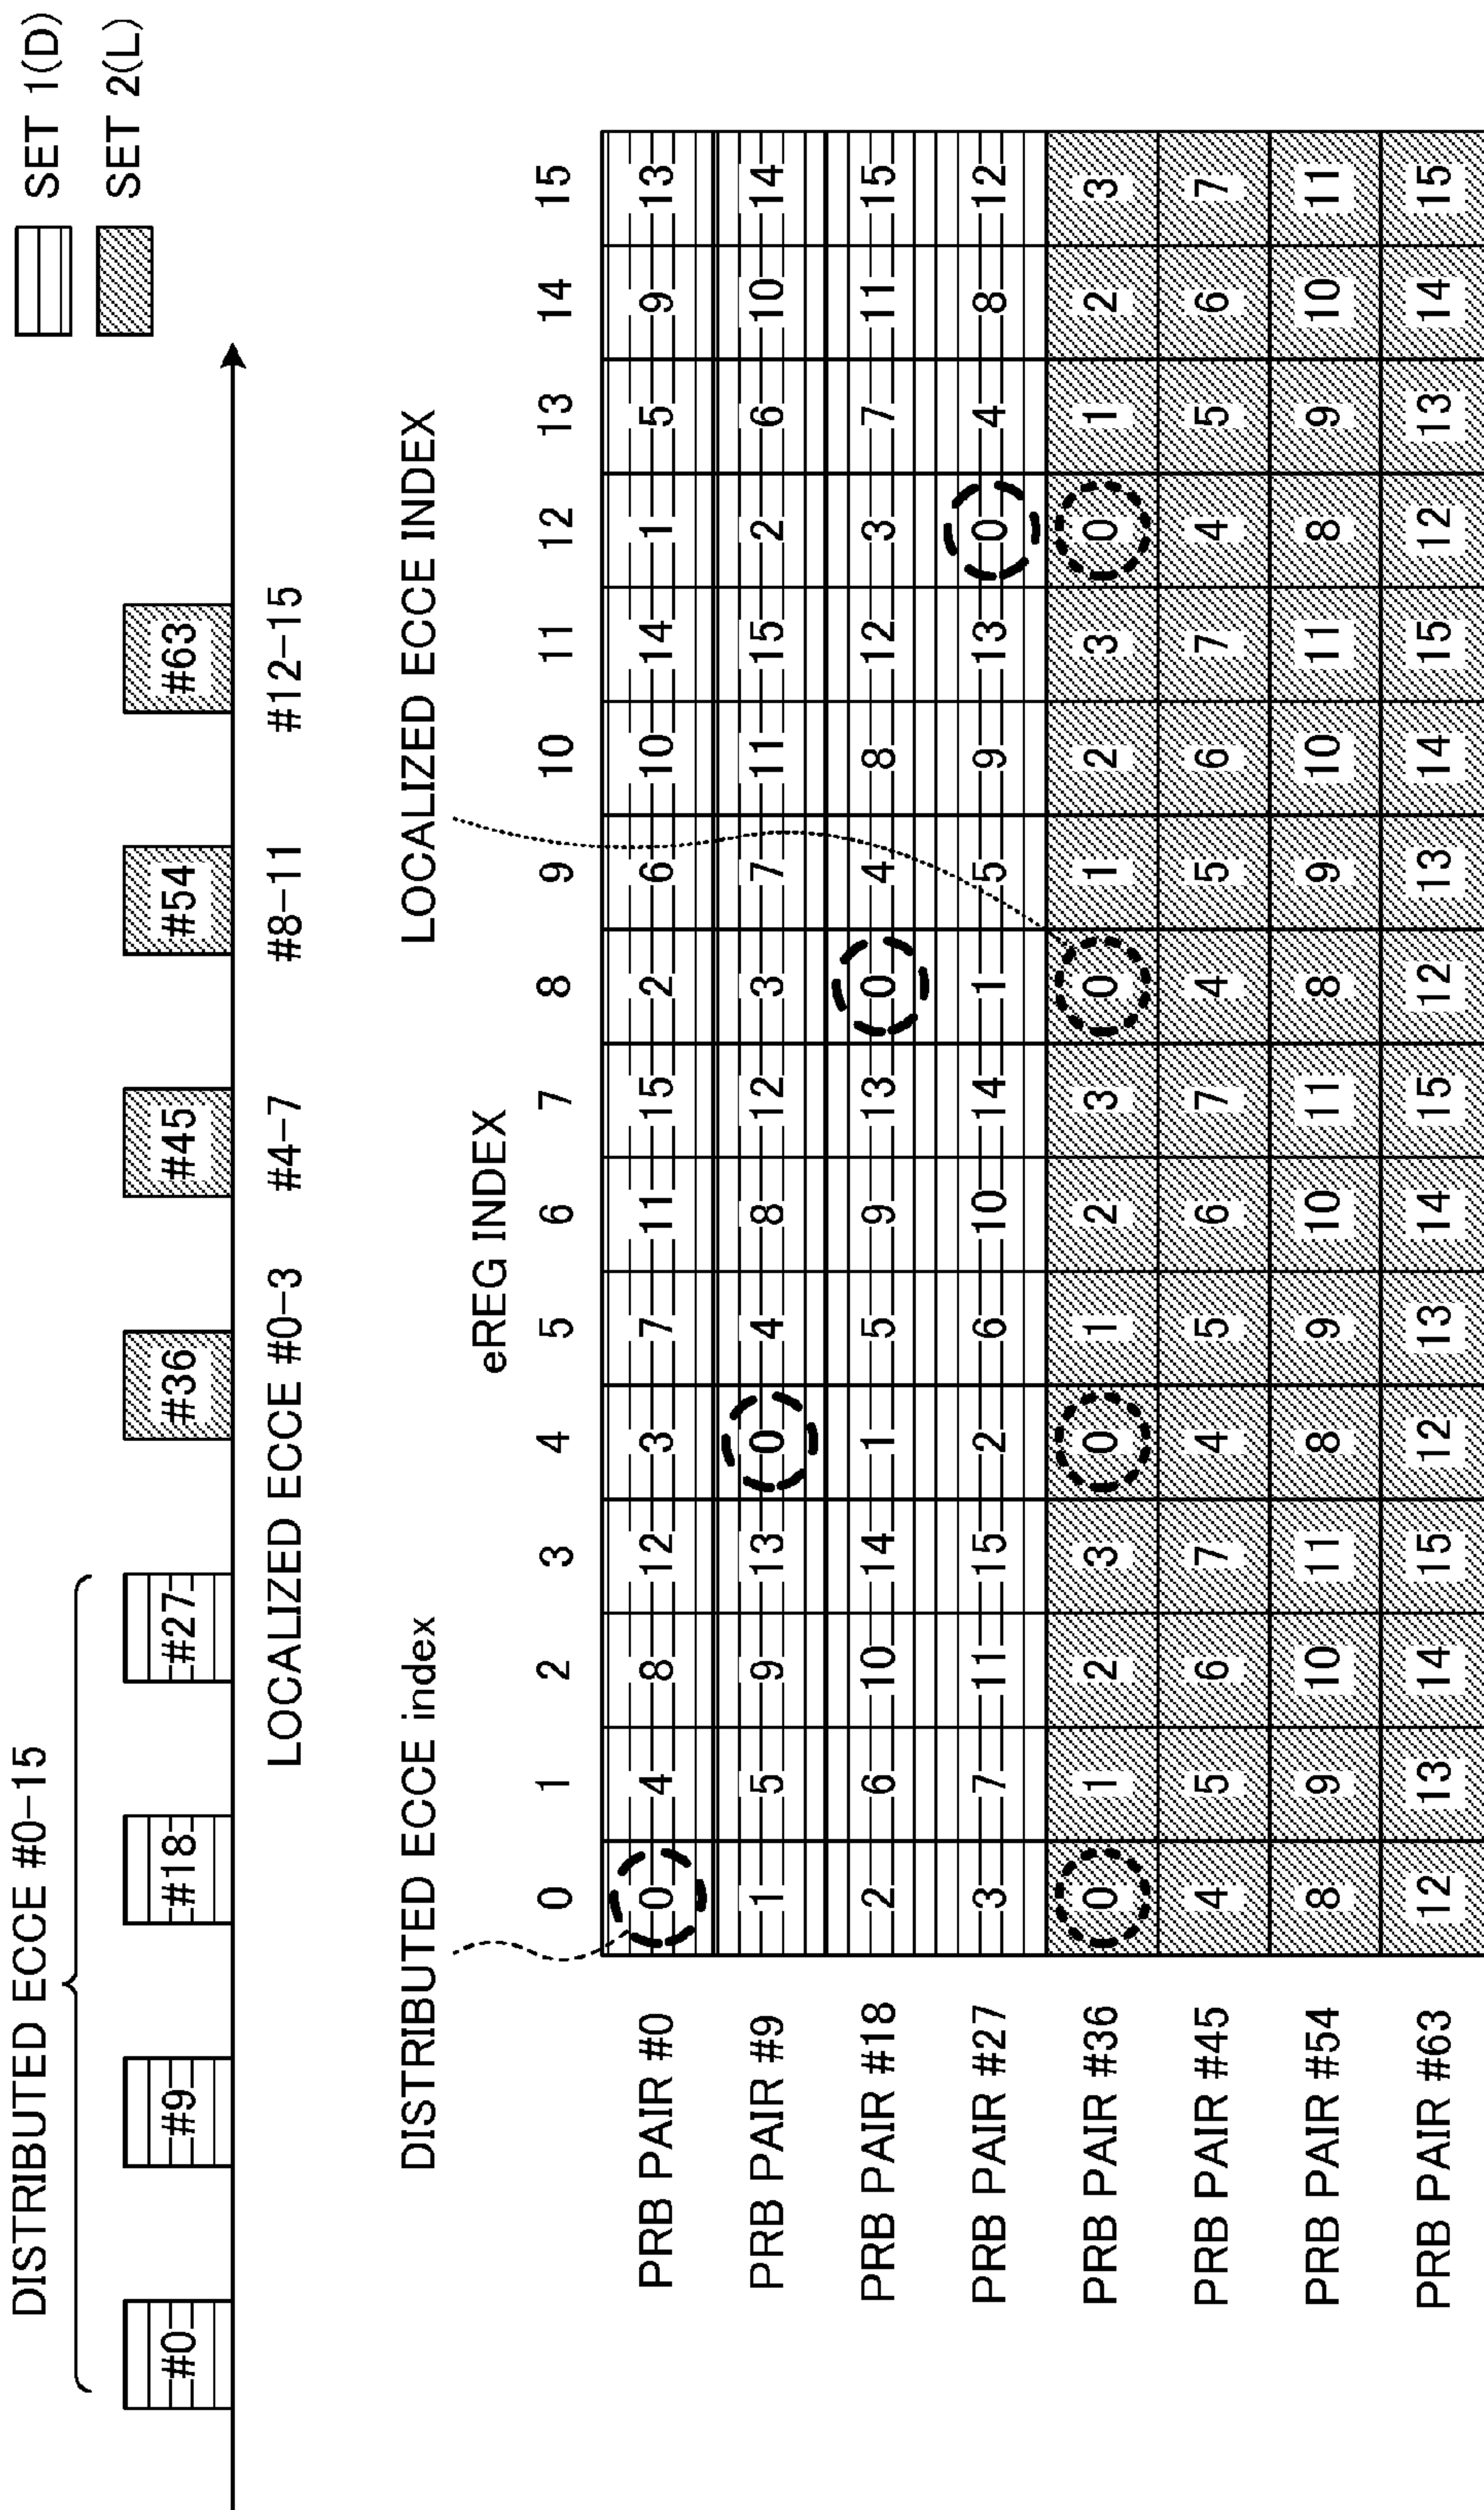 DISTRIBUTED ECCE #0-15
SET 1(D)
SET 2(L)
#0 #9 #18 #27 #36 #45 #54 #63
LOCALIZED ECCE #0-3 #4-7 #8-11 #12-15
DISTRIBUTED ECCE index
LOCALIZED ECCE INDEX
eREG INDEX
0 1 2 3 4 5 6 7 8 9 10 11 12 13 14 15
PRB PAIR #0 0 4 8 12 3 7 11 15 2 6 10 14 1 5 9 13
PRB PAIR #9 1 5 9 13 0 4 8 12 3 7 11 15 2 6 10 14
PRB PAIR #18 2 6 10 14 1 5 9 13 0 4 8 12 3 7 11 15
PRB PAIR #27 3 7 11 15 2 6 10 14 1 5 9 13 0 4 8 12
PRB PAIR #36 0 1 2 3 0 1 2 3 0 1 2 3 0 1 2 3
PRB PAIR #45 4 5 6 7 4 5 6 7 4 5 6 7 4 5 6 7
PRB PAIR #54 8 9 10 11 8 9 10 11 8 9 10 11 8 9 10 11
PRB PAIR #63 12 13 14 15 12 13 14 15 12 13 14 15 12 13 14 15